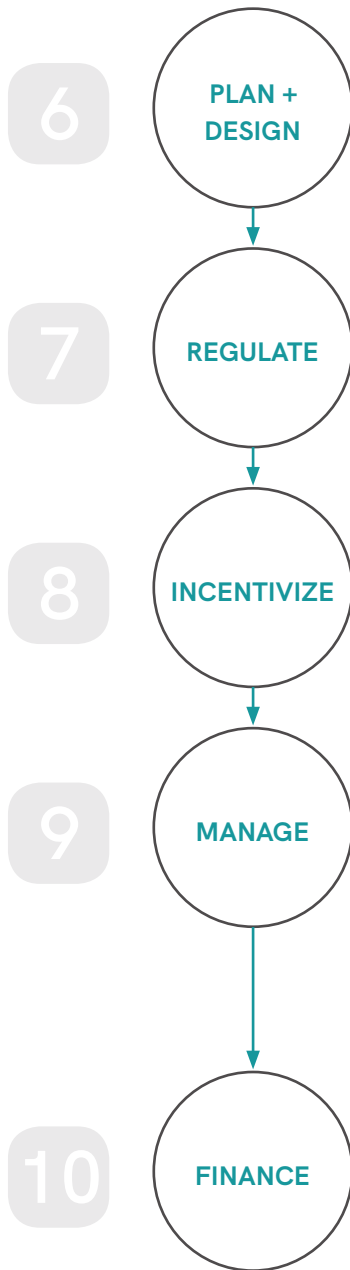 6
PLAN +
DESIGN
7
REGULATE
8
INCENTIVIZE
9
MANAGE
10
FINANCE